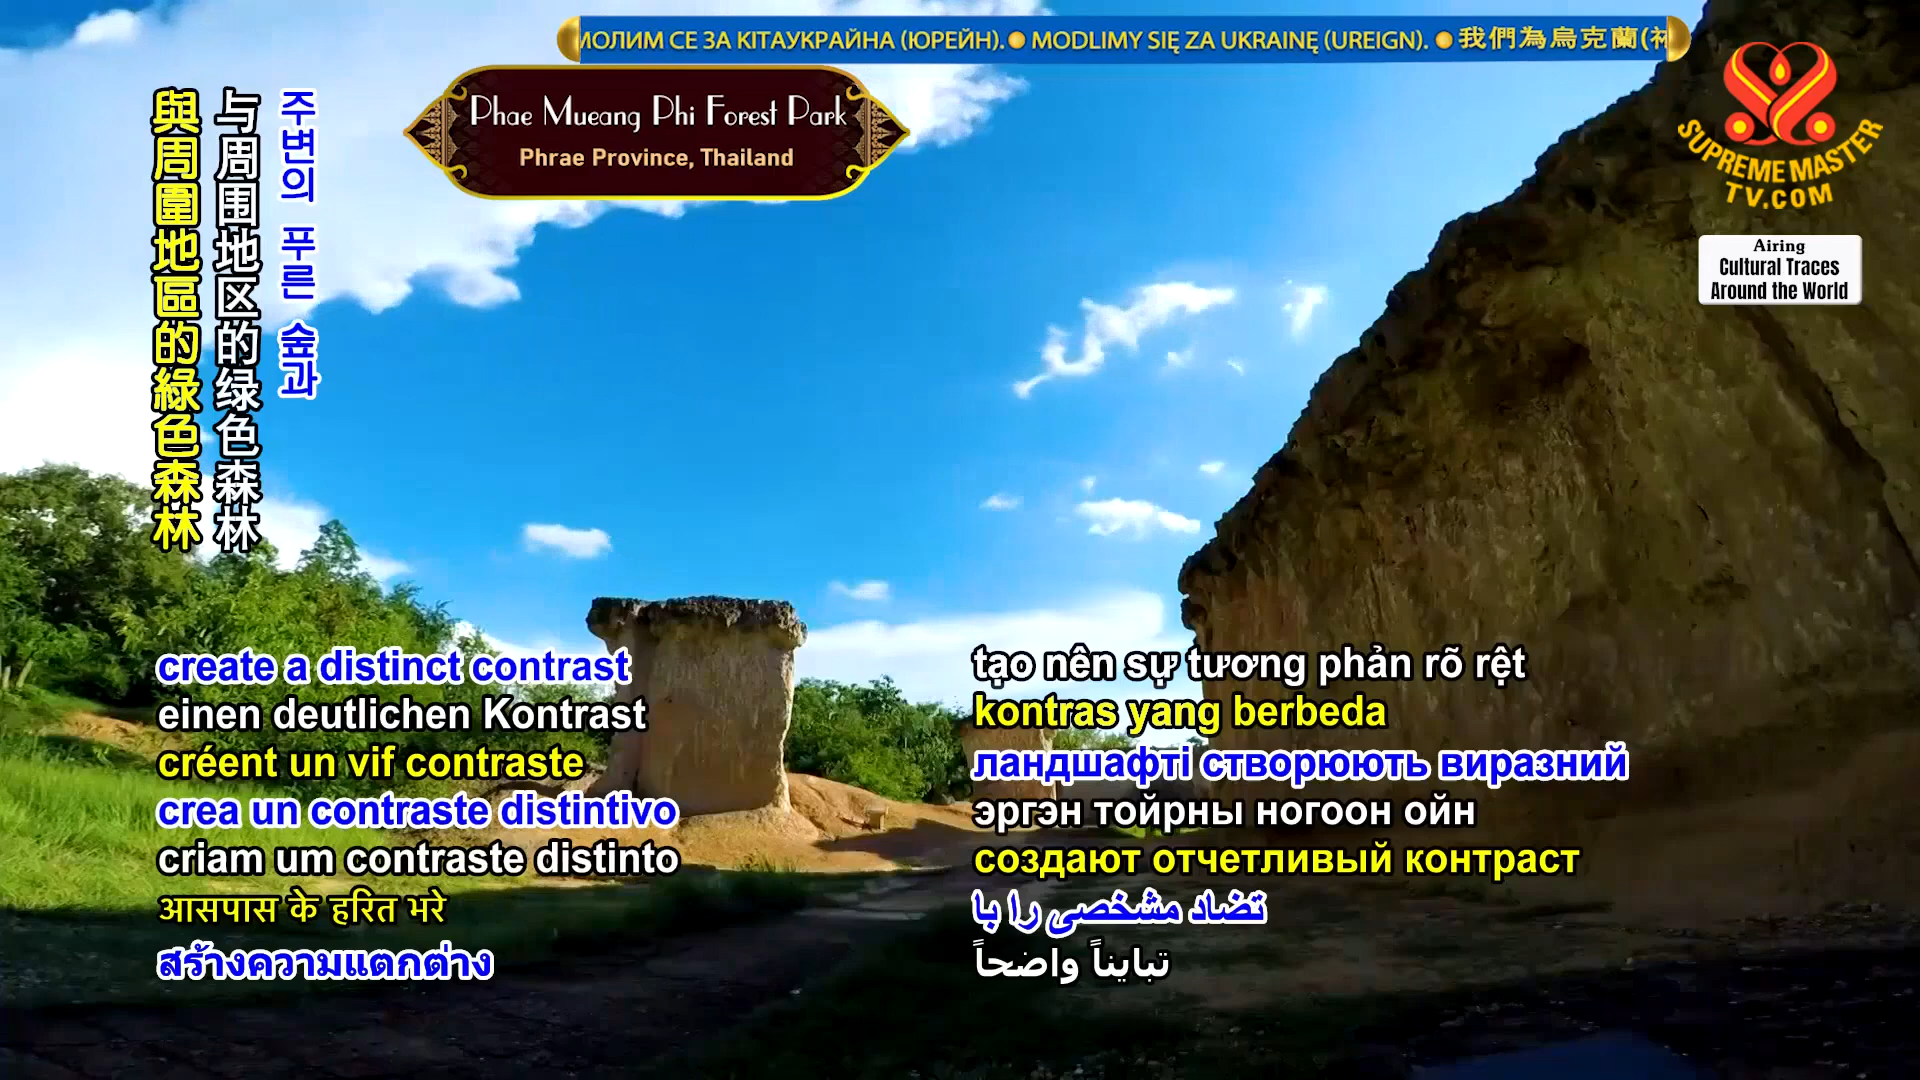 МОЛИМ СЕ ЗА КІТАУКРАЙНА (ЮРЕЙН). MODLIMY SIĘ ZA UKRAINĘ (UREIGN). 我們為烏克蘭(
Phae Mueang Phi Forest Park
Phrae Province, Thailand
SUPREME MASTER
TV.COM
Airing
Cultural Traces
Around the World
與周圍地區的綠色森林
与周围地区的绿色森林
주변의 푸른 숲과
create a distinct contrast
einen deutlichen Kontrast
créent un vif contraste
crea un contraste distintivo
criam um contraste distinto
आसपास के हरित भरे
สร้างความแตกต่าง
tạo nên sự tương phản rõ rệt
kontras yang berbeda
ландшафті створюють виразний
эргэн тойрны ногоон ойн
создают отчетливый контраст
تضاد مشخصی را با
تبايناً واضحاً